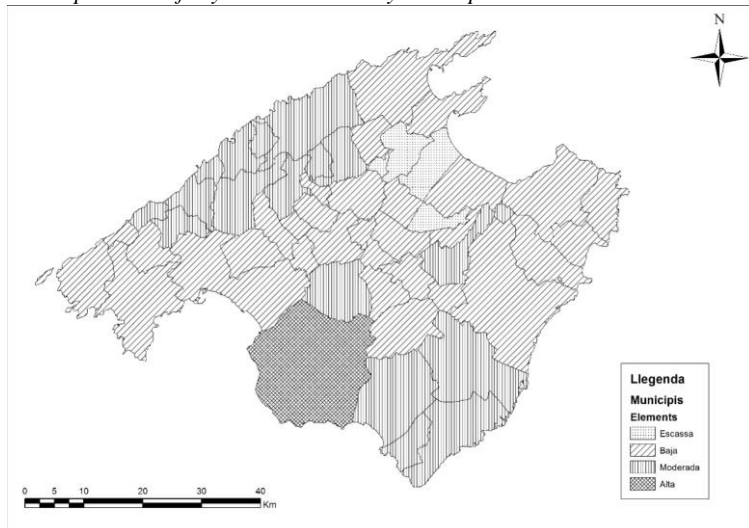 N
Llegenda
Municipis
Elements
Escassa
Baja
Moderada
Alta
0 5 10 20 30 40
Km